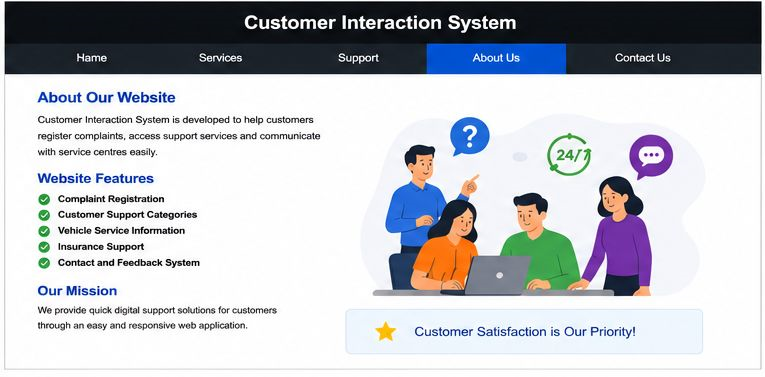 Customer Interaction System
Hame
Services
Support
About Us
Contact Us
About Our Website
Customer Interaction System is developed to help customers
register complaints, access support services and communicate
with service centres easily.
Website Features
Complaint Registration
Customer Support Categories
Vehicle Service Information
Insurance Support
Contact and Feedback System
Our Mission
We provide quick digital support solutions for customers
through an easy and responsive web application.
?
24/7
Customer Satisfaction is Our Priority!